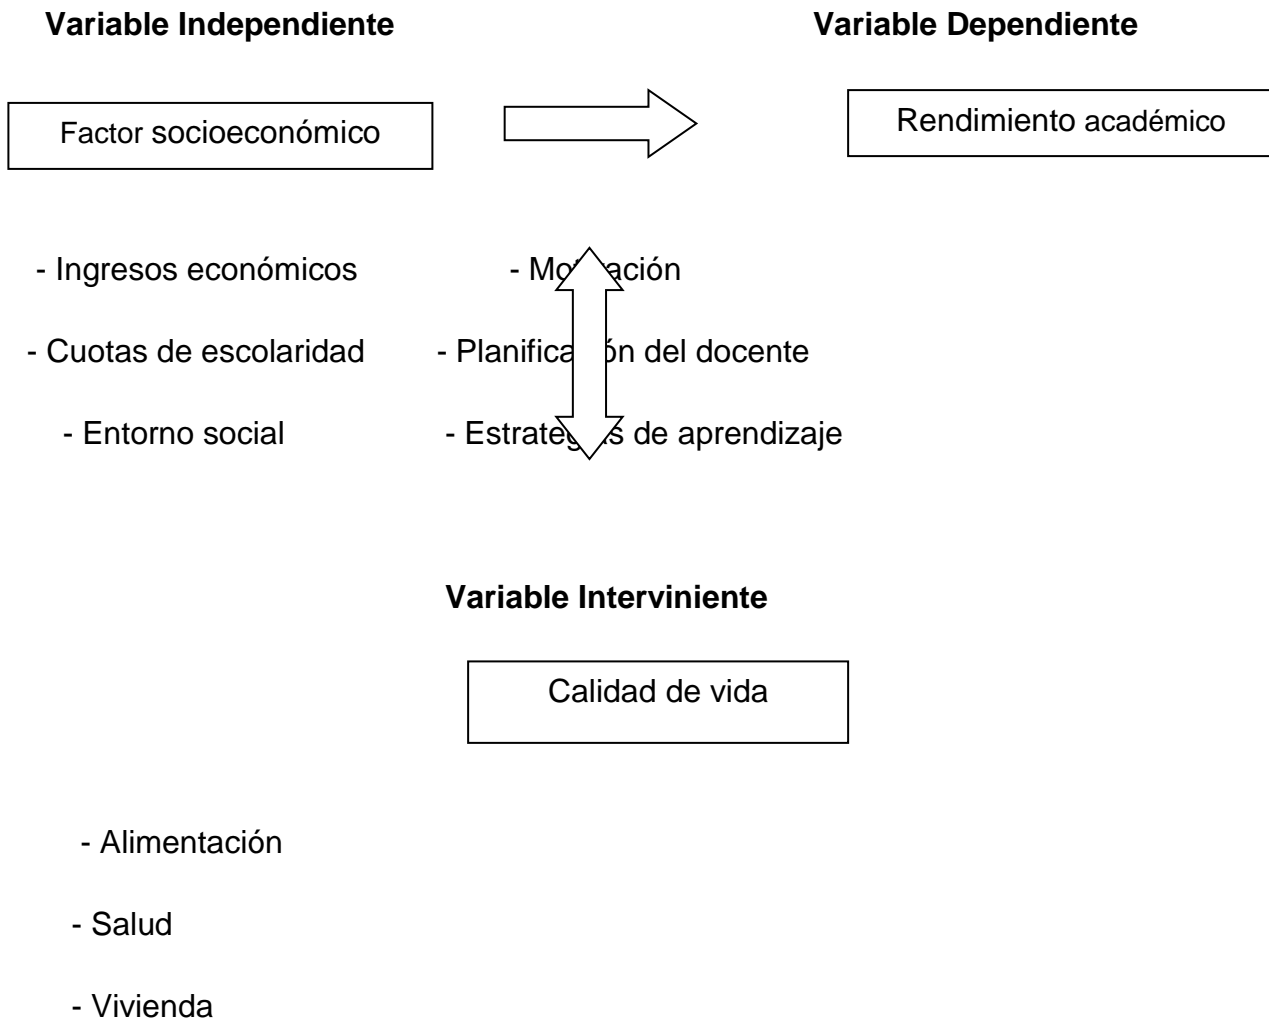 Variable Independiente Variable Dependiente
Factor socioeconómico Rendimiento académico
- Ingresos económicos - Motivación
- Cuotas de escolaridad - Planificación del docente
- Entorno social - Estrategias de aprendizaje
Variable Interviniente
Calidad de vida
- Alimentación
- Salud
- Vivienda